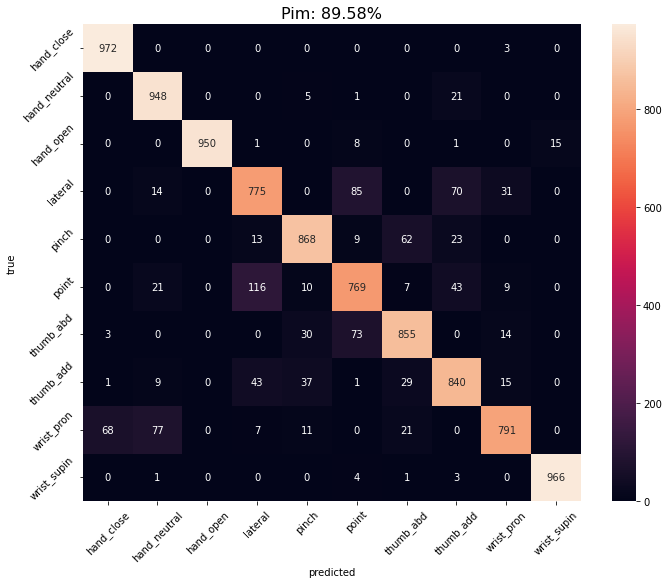 Pim: 89.58%
true
hand_close 972 0 0 0 0 0 0 0 3 0
hand_neutral 0 948 0 0 5 1 0 21 0 0
hand_open 0 0 950 1 0 8 0 1 0 15
lateral 0 14 0 775 0 85 0 70 31 0
pinch 0 0 0 13 868 9 62 23 0 0
point 0 21 0 116 10 769 7 43 9 0
thumb_abd 3 0 0 0 30 73 855 0 14 0
thumb_add 1 9 0 43 37 1 29 840 15 0
wrist_pron 68 77 0 7 11 0 21 0 791 0
wrist_supin 0 1 0 0 0 4 1 3 0 966
hand_close hand_neutral hand_open lateral pinch point thumb_abd thumb_add wrist_pron wrist_supin
predicted
800
600
400
200
0